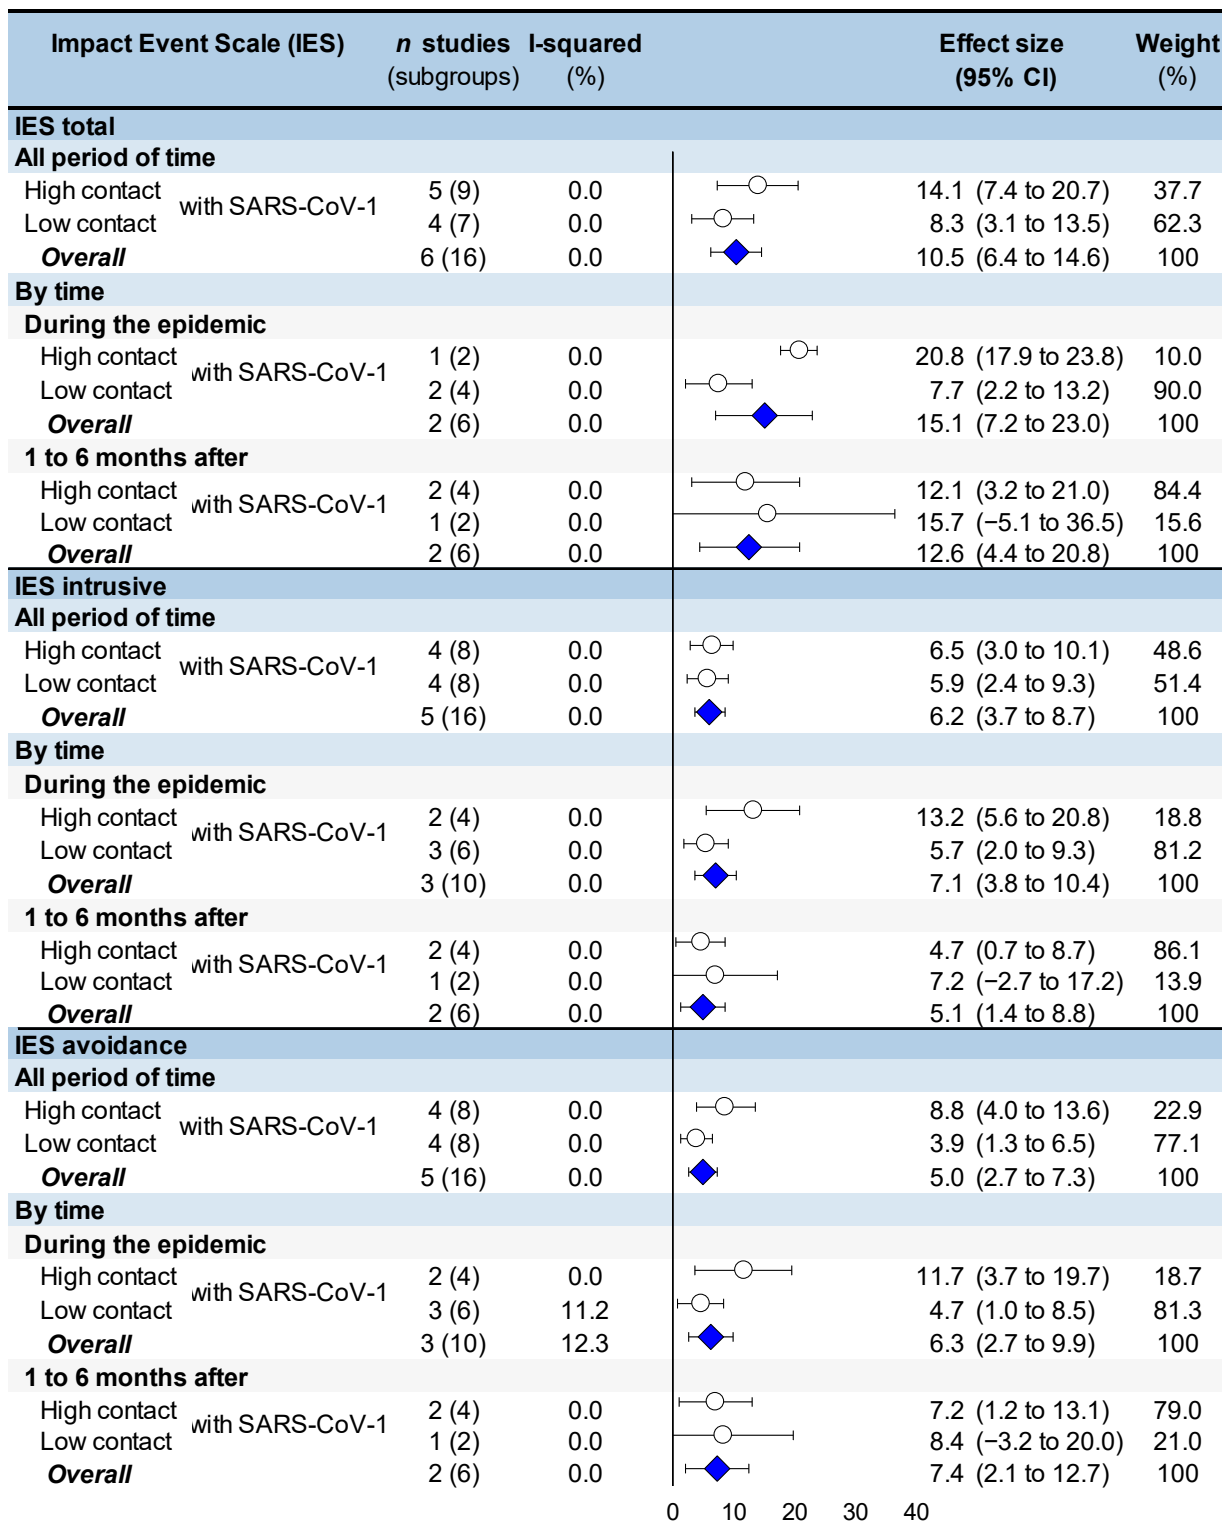 Impact Event Scale (IES) n studies I-squared Effect size Weight
(subgroups) (%) (95% CI) (%)
IES total
All period of time
High contact 5 (9) 0.0 14.1 (7.4 to 20.7) 37.7
with SARS-CoV-1
Low contact 4 (7) 0.0 8.3 (3.1 to 13.5) 62.3
Overall 6 (16) 0.0 10.5 (6.4 to 14.6) 100
By time
During the epidemic
High contact 1 (2) 0.0 20.8 (17.9 to 23.8) 10.0
with SARS-CoV-1
Low contact 2 (4) 0.0 7.7 (2.2 to 13.2) 90.0
Overall 2 (6) 0.0 15.1 (7.2 to 23.0) 100
1 to 6 months after
High contact 2 (4) 0.0 12.1 (3.2 to 21.0) 84.4
with SARS-CoV-1
Low contact 1 (2) 0.0 15.7 (−5.1 to 36.5) 15.6
Overall 2 (6) 0.0 12.6 (4.4 to 20.8) 100
IES intrusive
All period of time
High contact 4 (8) 0.0 6.5 (3.0 to 10.1) 48.6
with SARS-CoV-1
Low contact 4 (8) 0.0 5.9 (2.4 to 9.3) 51.4
Overall 5 (16) 0.0 6.2 (3.7 to 8.7) 100
By time
During the epidemic
High contact 2 (4) 0.0 13.2 (5.6 to 20.8) 18.8
with SARS-CoV-1
Low contact 3 (6) 0.0 5.7 (2.0 to 9.3) 81.2
Overall 3 (10) 0.0 7.1 (3.8 to 10.4) 100
1 to 6 months after
High contact 2 (4) 0.0 4.7 (0.7 to 8.7) 86.1
with SARS-CoV-1
Low contact 1 (2) 0.0 7.2 (−2.7 to 17.2) 13.9
Overall 2 (6) 0.0 5.1 (1.4 to 8.8) 100
IES avoidance
All period of time
High contact 4 (8) 0.0 8.8 (4.0 to 13.6) 22.9
with SARS-CoV-1
Low contact 4 (8) 0.0 3.9 (1.3 to 6.5) 77.1
Overall 5 (16) 0.0 5.0 (2.7 to 7.3) 100
By time
During the epidemic
High contact 2 (4) 0.0 11.7 (3.7 to 19.7) 18.7
with SARS-CoV-1
Low contact 3 (6) 11.2 4.7 (1.0 to 8.5) 81.3
Overall 3 (10) 12.3 6.3 (2.7 to 9.9) 100
1 to 6 months after
High contact 2 (4) 0.0 7.2 (1.2 to 13.1) 79.0
with SARS-CoV-1
Low contact 1 (2) 0.0 8.4 (−3.2 to 20.0) 21.0
Overall 2 (6) 0.0 7.4 (2.1 to 12.7) 100
0 10 20 30 40